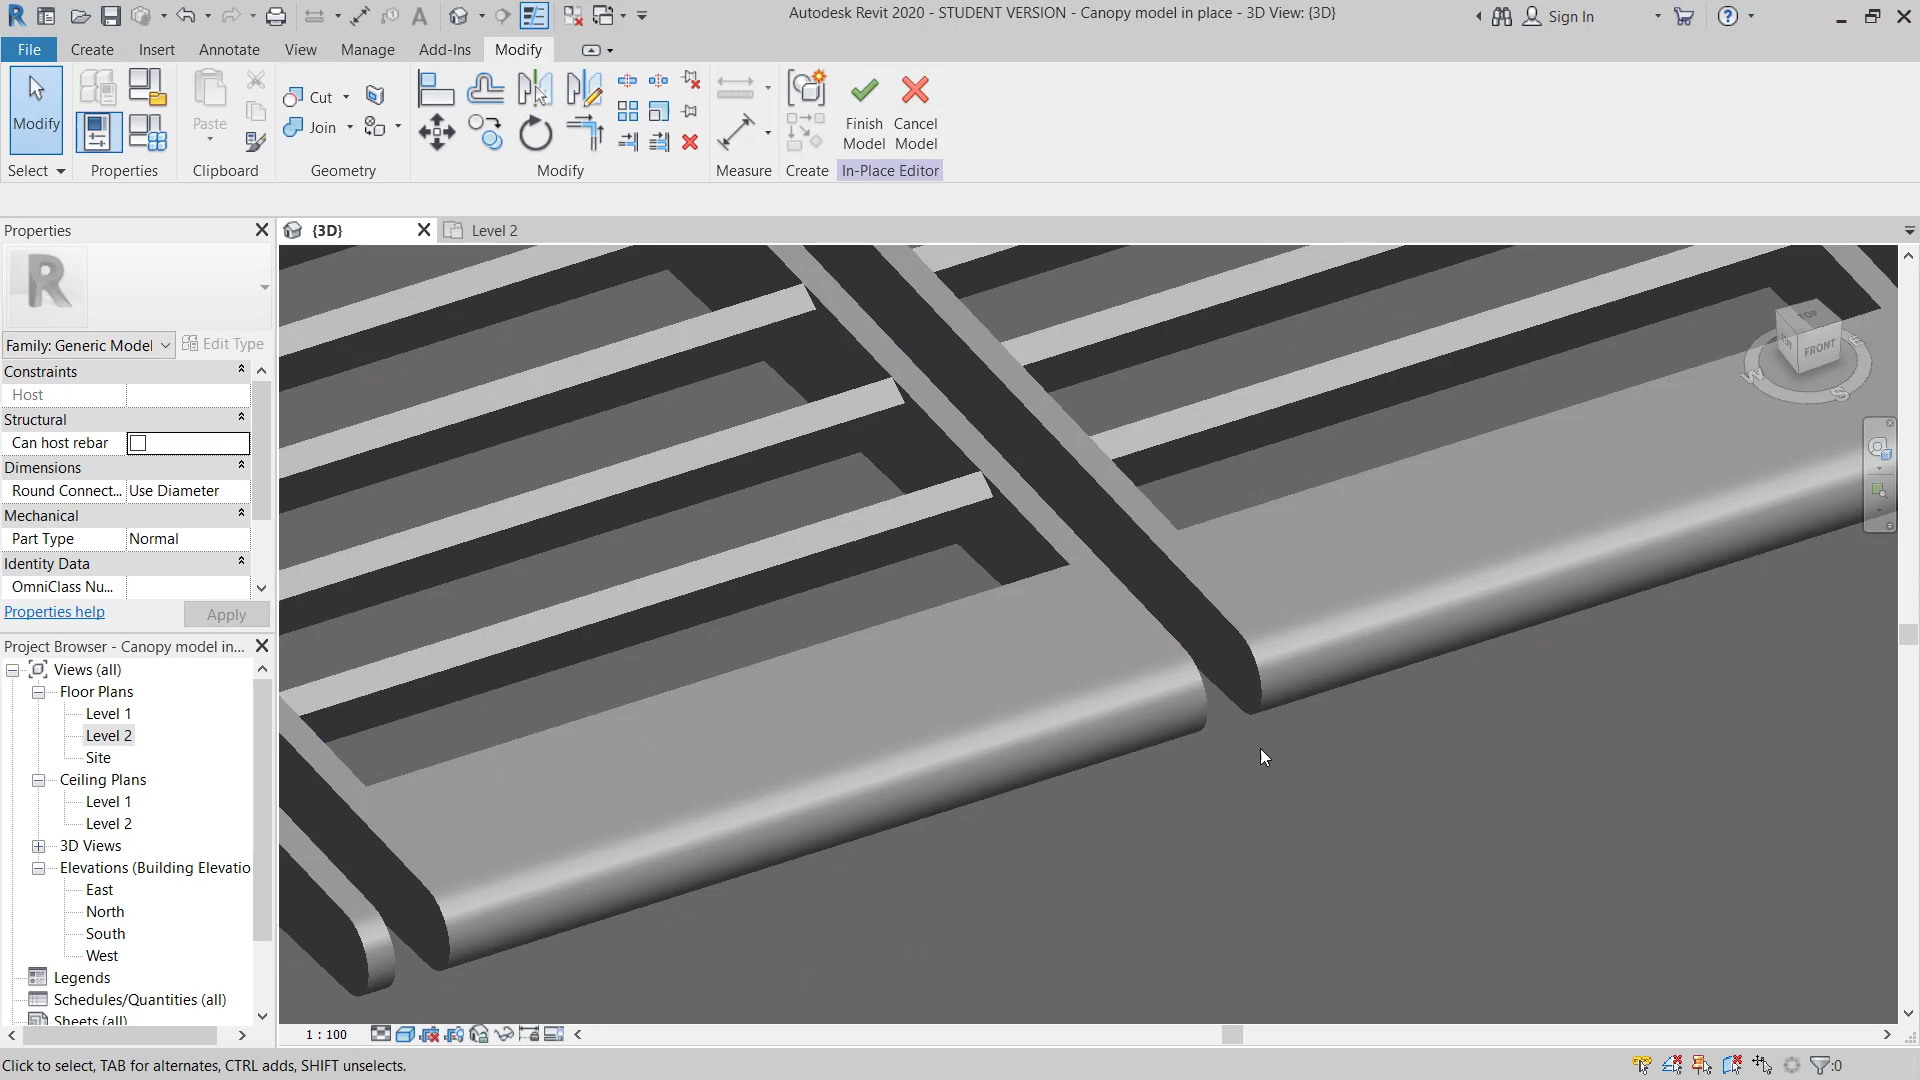 Autodesk Revit 2020 - STUDENT VERSION - Canopy model in place - 3D View: {3D}
Sign In
File Create Insert Annotate View Manage Add-Ins Modify
Modify
Paste
Cut
Join
Finish Model
Cancel Model
Select Properties Clipboard Geometry Modify Measure Create In-Place Editor
Properties
{3D}
Level 2
R
Family: Generic Model
Edit Type
Constraints
Host
Structural
Can host rebar
Dimensions
Round Connect... Use Diameter
Mechanical
Part Type Normal
Identity Data
OmniClass Nu...
Properties help
Apply
Project Browser - Canopy model in...
Views (all)
Floor Plans
Level 1
Level 2
Site
Ceiling Plans
Level 1
Level 2
3D Views
Elevations (Building Elevatio
East
North
South
West
Legends
Schedules/Quantities (all)
Sheets (all)
TOP
FRONT
W
S
E
1 : 100
Click to select, TAB for alternates, CTRL adds, SHIFT unselects.
:0